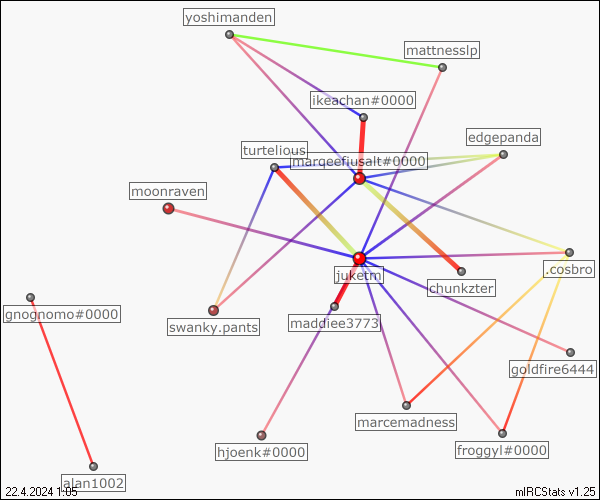 yoshimanden
mattnesslp
ikeachan#0000
edgepanda
turtelious
marqeefiusalt#0000
moonraven
juketm
.cosbro
chunkzter
gnognomo#0000
swanky.pants
maddiee3773
goldfire6444
marcemadness
hjoenk#0000
froggyl#0000
alan1002
22.4.2024 1:05
mIRCStats v1.25